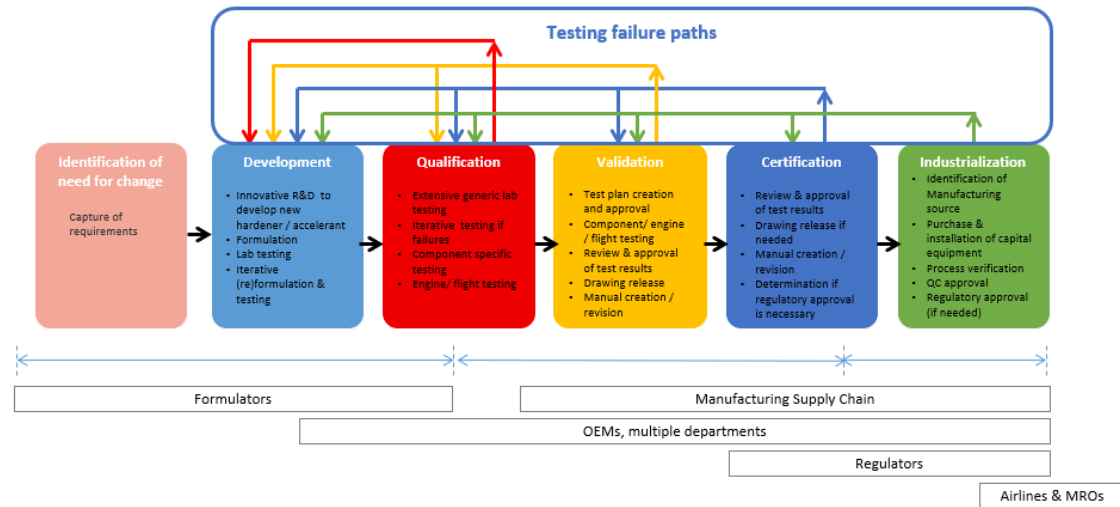 Testing failure paths
Identification of
need for change
Capture of
requirements
Development
• Innovative R&D to
develop new
hardener / accelerant
• Formulation
• Lab testing
• Iterative
(re)formulation &
testing
Qualification
• Extensive generic lab
testing
• Iterative testing if
failures
• Component specific
testing
• Engine/ flight testing
Validation
• Test plan creation
and approval
• Component/ engine
/ flight testing
• Review & approval
of test results
• Drawing release
• Manual creation /
revision
Certification
• Review & approval
of test results
• Drawing release if
needed
• Manual creation /
revision
• Determination if
regulatory approval
is necessary
Industrialization
• Identification of
Manufacturing
source
• Purchase &
installation of capital
equipment
• Process verification
• QC approval
• Regulatory approval
(if needed)
Formulators
Manufacturing Supply Chain
OEMs, multiple departments
Regulators
Airlines & MROs